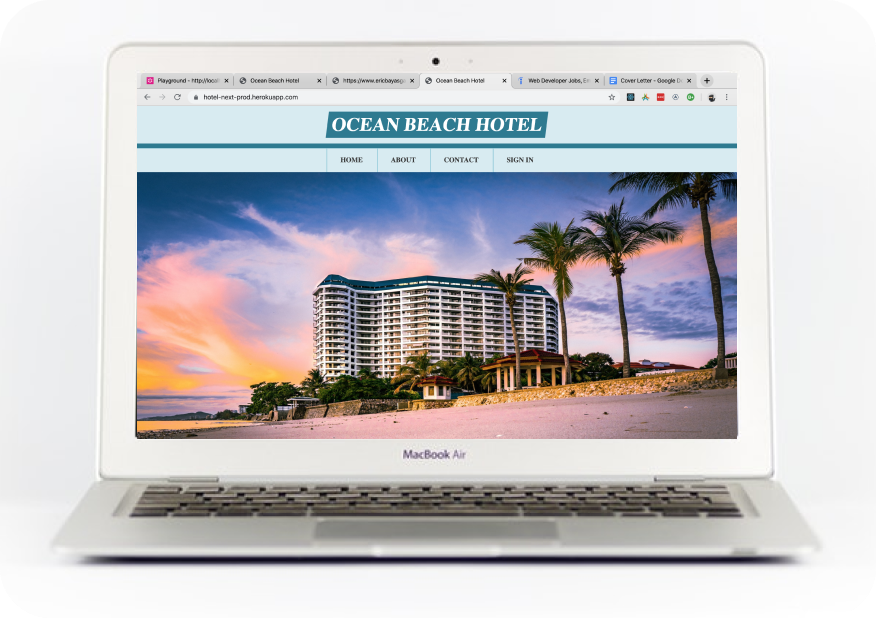 Playground - http://local
Ocean Beach Hotel
https://www.ericbayasg
Ocean Beach Hotel
Web Developer Jobs, Em
Cover Letter - Google D
hotel-next-prod.herokuapp.com
OCEAN BEACH HOTEL
HOME
ABOUT
CONTACT
SIGN IN
MacBook Air